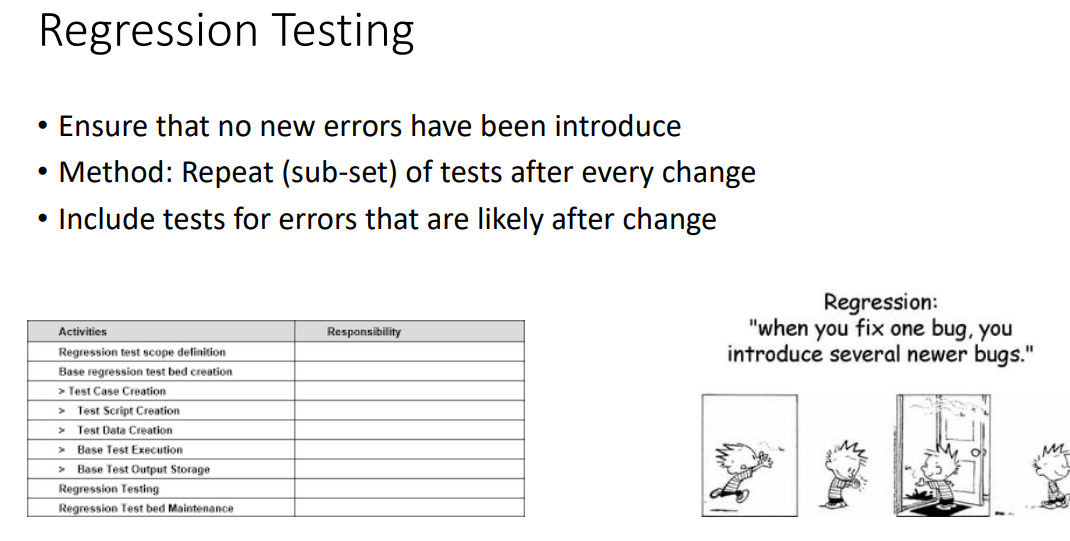 Regression Testing
• Ensure that no new errors have been introduce
• Method: Repeat (sub-set) of tests after every change
• Include tests for errors that are likely after change
Activities Responsibility
Regression test scope definition
Base regression test bed creation
> Test Case Creation
> Test Script Creation
> Test Data Creation
> Base Test Execution
> Base Test Output Storage
Regression Testing
Regression Test bed Maintenance
Regression:
"when you fix one bug, you
introduce several newer bugs."